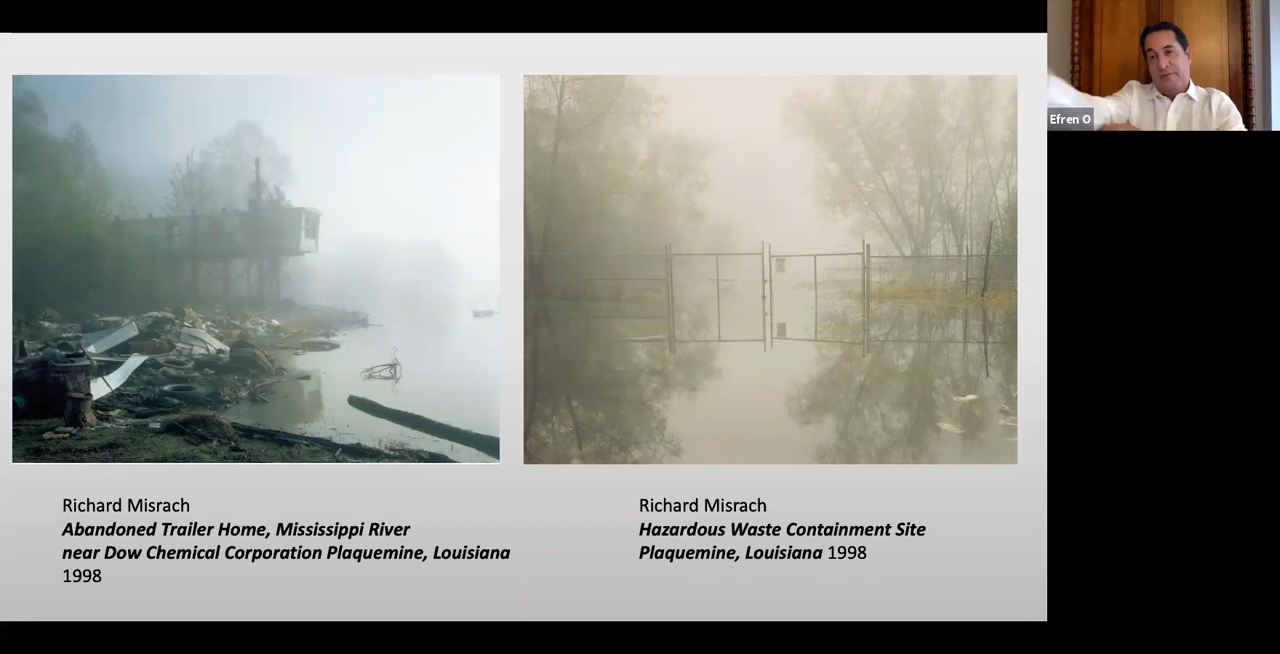 Efren O
Richard Misrach
Abandoned Trailer Home, Mississippi River
near Dow Chemical Corporation Plaquemine, Louisiana
1998
Richard Misrach
Hazardous Waste Containment Site
Plaquemine, Louisiana 1998